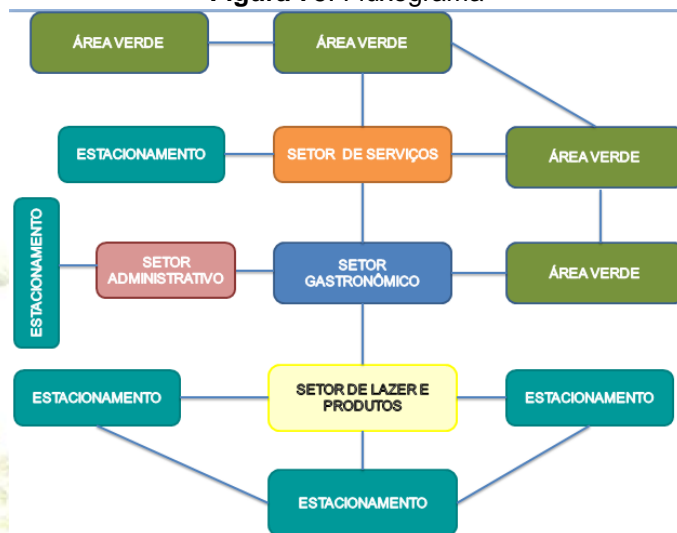 Figura Fluxograma
ÁREA VERDE
ÁREA VERDE
ESTACIONAMENTO
SETOR DE SERVIÇOS
ÁREA VERDE
ESTACIONAMENTO
SETOR
ADMINISTRATIVO
SETOR
GASTRONÔMICO
ÁREA VERDE
ESTACIONAMENTO
SETOR DE LAZER E
PRODUTOS
ESTACIONAMENTO
ESTACIONAMENTO